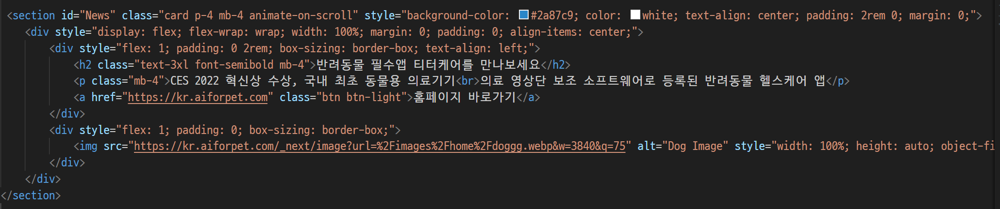 <section id="News" class="card p-4 mb-4 animate-on-scroll" style="background-color: #2a87c9; color: white; text-align: center; padding: 2rem 0; margin: 0;">
<div style="display: flex; flex-wrap: wrap; width: 100%; margin: 0; padding: 0; align-items: center;">
<div style="flex: 1; padding: 0 2rem; box-sizing: border-box; text-align: left;">
<h2 class="text-3xl font-semibold mb-4">반려동물 필수앱 티터케어를 만나보세요</h2>
<p class="mb-4">CES 2022 혁신상 수상, 국내 최초 동물용 의료기기<br>의료 영상단 보조 소프트웨어로 등록된 반려동물 헬스케어 앱</p>
<a href="https://kr.aiforpet.com" class="btn btn-light">홈페이지 바로가기</a>
</div>
<div style="flex: 1; padding: 0; box-sizing: border-box;">
<img src="https://kr.aiforpet.com/_next/image?url=%2Fimages%2Fhome%2Fdoggg.webp&w=3840&q=75" alt="Dog Image" style="width: 100%; height: auto; object-fi
</div>
</div>
</section>